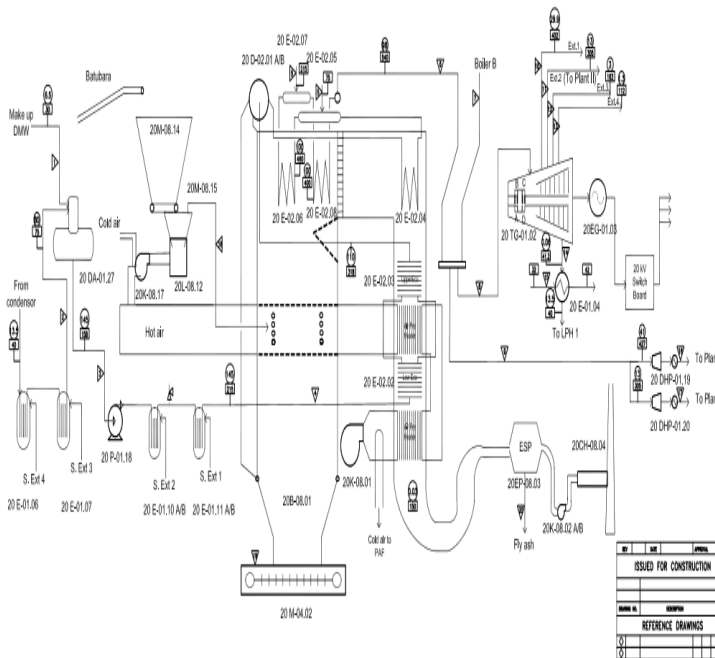 20 E-02.07
20 D-02.01 A/B
20 E-02.05
Batubara
Boiler B
Ext.1
Ext.2 (To Plant II)
Ext.3
Ext.4
Make up
DMW
20M-08.14
20M-08.15
Cold air
20 DA-01.27
20K-08.17
20L-08.12
20 E-02.06
20 E-02.08
20 E-02.04
20 TG-01.02
20EG-01.03
20 kV
Switch
Board
20 E-02.03
20 E-01.04
To LPH 1
From
condensor
Hot air
20 E-02.02
To Plan
20 DHP-01.19
To Plan
20 DHP-01.20
20 P-01.18
S. Ext 4
S. Ext 3
S. Ext 2
S. Ext 1
20 E-01.06
20 E-01.07
20 E-01.10 A/B
20 E-01.11 A/B
20B-08.01
20K-08.01
Cold air to
PAF
ESP
20EP-08.03
20CH-08.04
20K-08.02 A/B
Fly ash
20 M-04.02
REV
DATE
APPROVAL
ISSUED FOR CONSTRUCTION
DRAWING NO.
DESCRIPTION
REFERENCE DRAWINGS